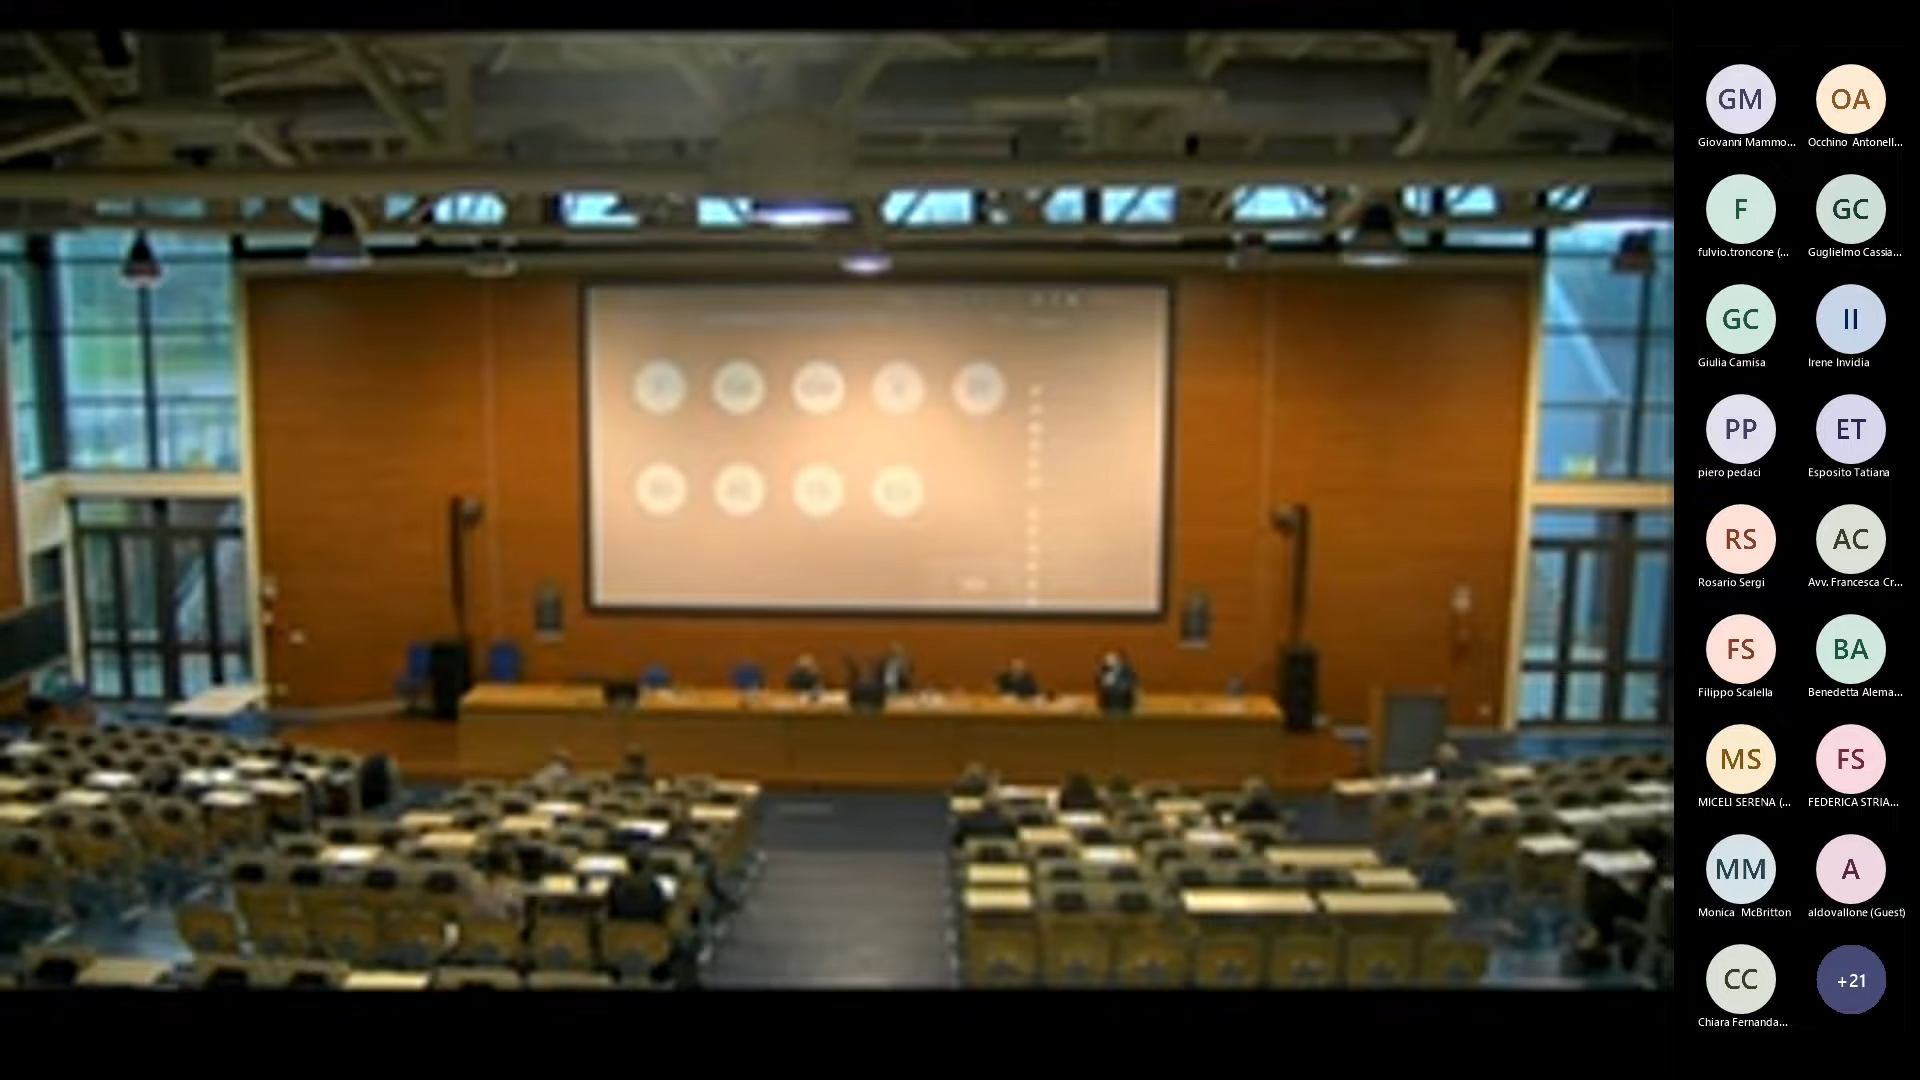 GM OA
Giovanni Mammo... Occhino Antonell...
F GC
fulvio.troncone (... Guglielmo Cassia...
GC II
Giulia Camisa Irene Invidia
PP ET
piero pedaci Esposito Tatiana
RS AC
Rosario Sergi Avv. Francesca Cr...
FS BA
Filippo Scalella Benedetta Alema...
MS FS
MICELI SERENA (... FEDERICA STRIA...
MM A
Monica McBritton aldovallone (Guest)
CC +21
Chiara Fernanda...